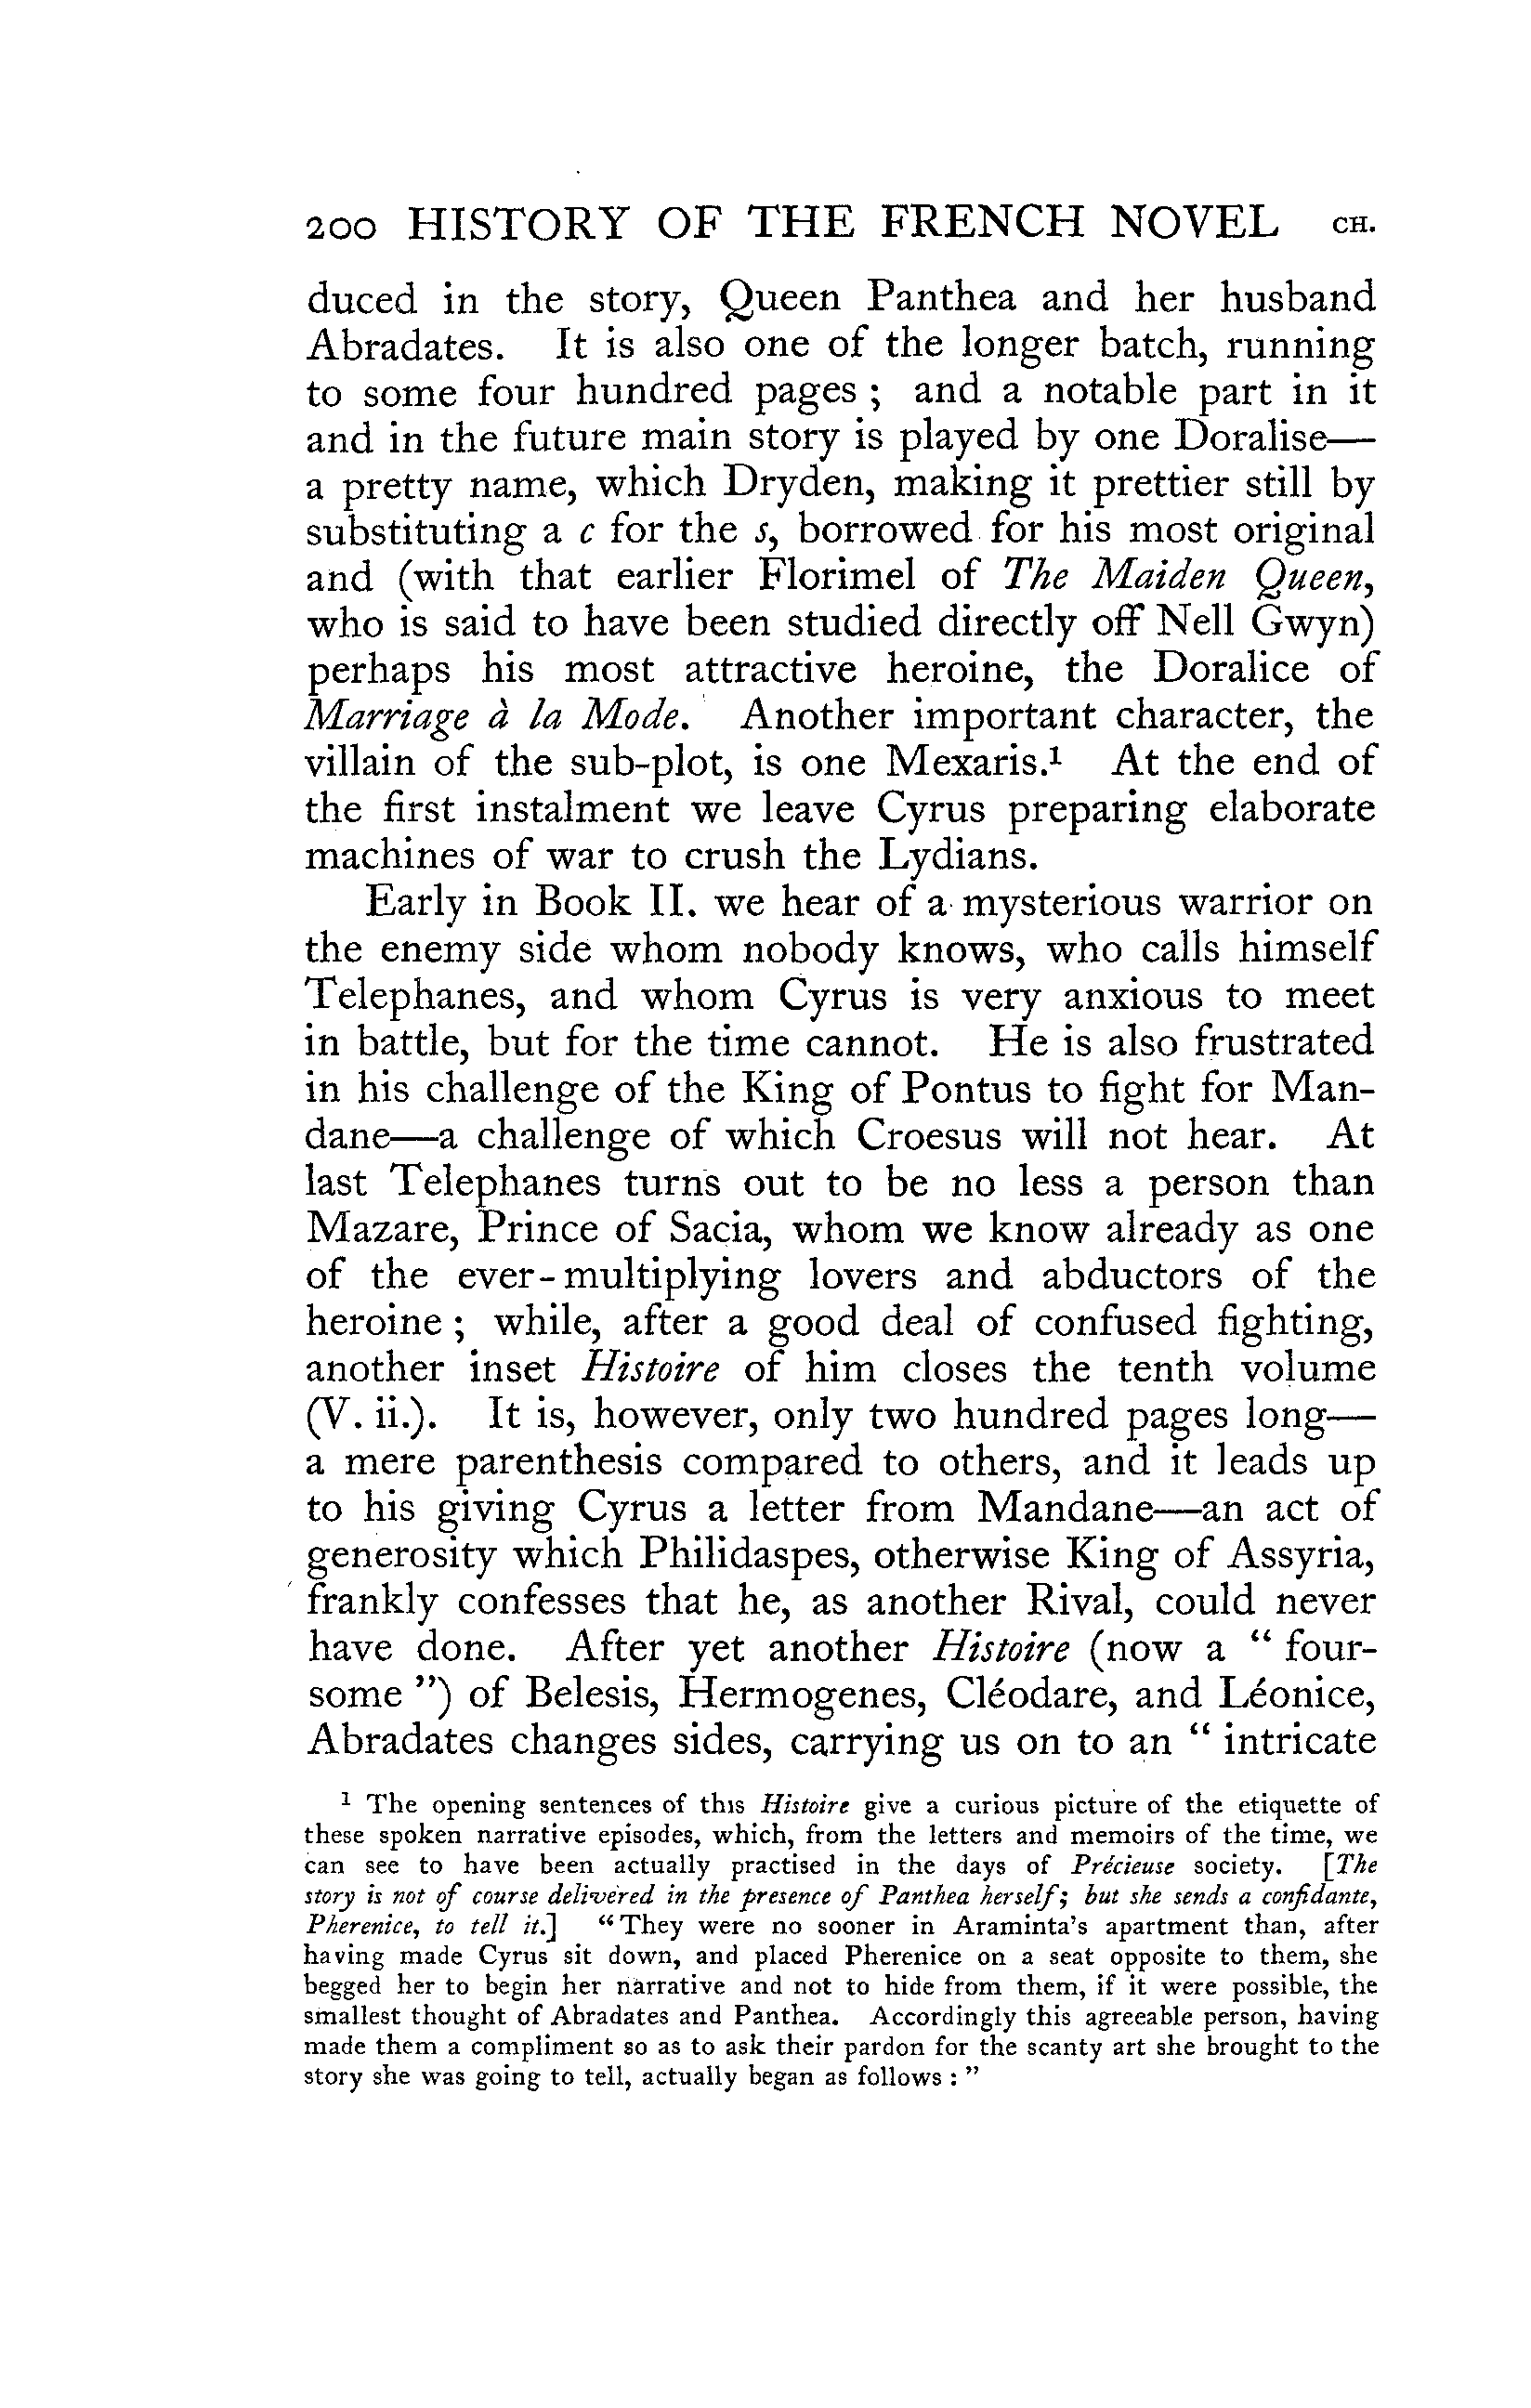 200 HISTORY OF THE FRENCH NOVEL CH.
duced in the story, Queen Panthea and her husband
Abradates. It is also one of the longer batch, running
to some four hundred pages ; and a notable part in it
and in the future main story is played by one Doralise—
a pretty name, which Dryden, making it prettier still by
substituting a c for the s, borrowed for his most original
and (with that earlier Florimel of The Maiden Queen,
who is said to have been studied directly off Nell Gwyn)
perhaps his most attractive heroine, the Doralice of
Marriage à la Mode. Another important character, the
villain of the sub-plot, is one Mexaris.¹ At the end of
the first instalment we leave Cyrus preparing elaborate
machines of war to crush the Lydians.
Early in Book II. we hear of a mysterious warrior on
the enemy side whom nobody knows, who calls himself
Telephanes, and whom Cyrus is very anxious to meet
in battle, but for the time cannot. He is also frustrated
in his challenge of the King of Pontus to fight for Man-
dane—a challenge of which Croesus will not hear. At
last Telephanes turns out to be no less a person than
Mazare, Prince of Sacia, whom we know already as one
of the ever-multiplying lovers and abductors of the
heroine ; while, after a good deal of confused fighting,
another inset Histoire of him closes the tenth volume
(V. ii.). It is, however, only two hundred pages long—
a mere parenthesis compared to others, and it leads up
to his giving Cyrus a letter from Mandane—an act of
generosity which Philidaspes, otherwise King of Assyria,
frankly confesses that he, as another Rival, could never
have done. After yet another Histoire (now a “ four-
some ”) of Belesis, Hermogenes, Cléodare, and Léonice,
Abradates changes sides, carrying us on to an “ intricate
¹ The opening sentences of this Histoire give a curious picture of the etiquette of
these spoken narrative episodes, which, from the letters and memoirs of the time, we
can see to have been actually practised in the days of Précieuse society. [The
story is not of course delivered in the presence of Panthea herself; but she sends a confidante,
Pherenice, to tell it.] “They were no sooner in Araminta’s apartment than, after
having made Cyrus sit down, and placed Pherenice on a seat opposite to them, she
begged her to begin her narrative and not to hide from them, if it were possible, the
smallest thought of Abradates and Panthea. Accordingly this agreeable person, having
made them a compliment so as to ask their pardon for the scanty art she brought to the
story she was going to tell, actually began as follows : ”